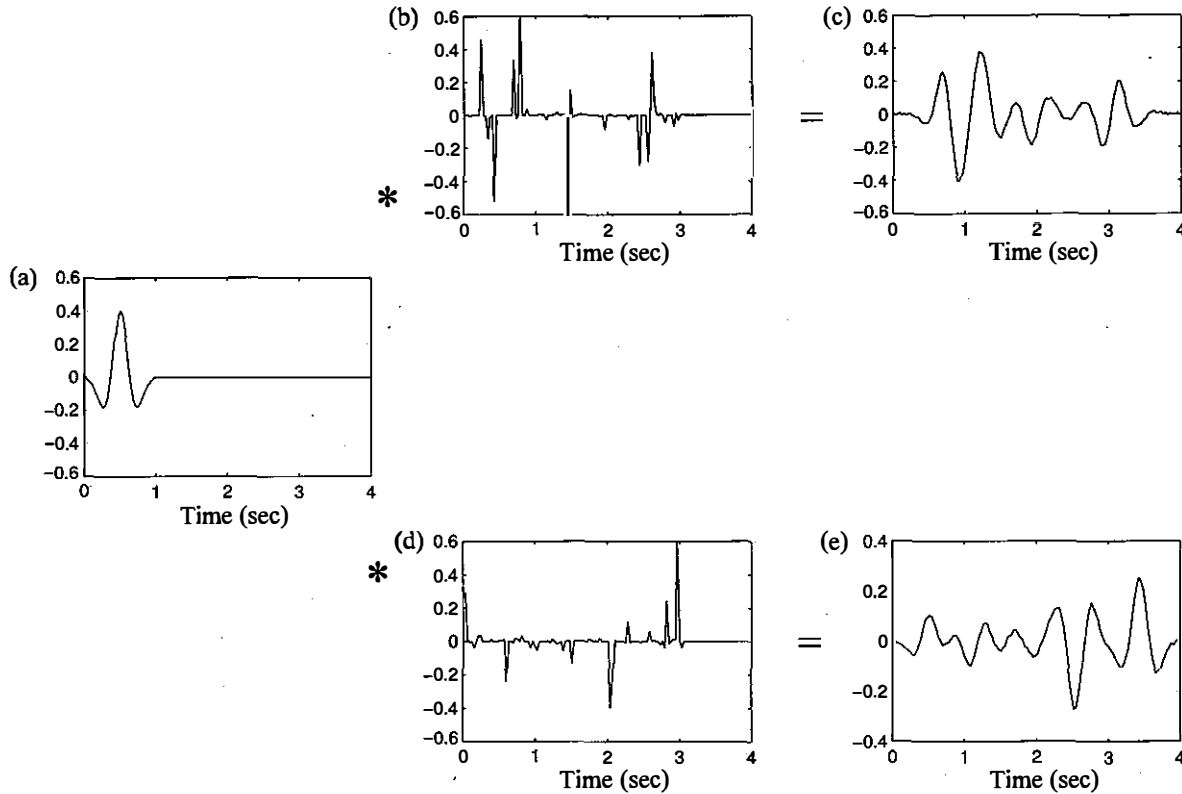 (b) 0.6 (c) 0.6
0.4 0.4
0.2 0.2
0 = 0
−0.2 −0.2
−0.4 −0.4
* −0.6 −0.6
0 1 2 3 4 0 1 2 3 4
Time (sec) Time (sec)
(a) 0.6
0.4
0.2
0
−0.2
−0.4
−0.6
0 1 2 3 4
Time (sec)
(d) 0.6 (e) 0.4
* 0.4
0.2 0.2
0 = 0
−0.2 −0.2
−0.4
−0.6 −0.4
0 1 2 3 4 0 1 2 3 4
Time (sec) Time (sec)